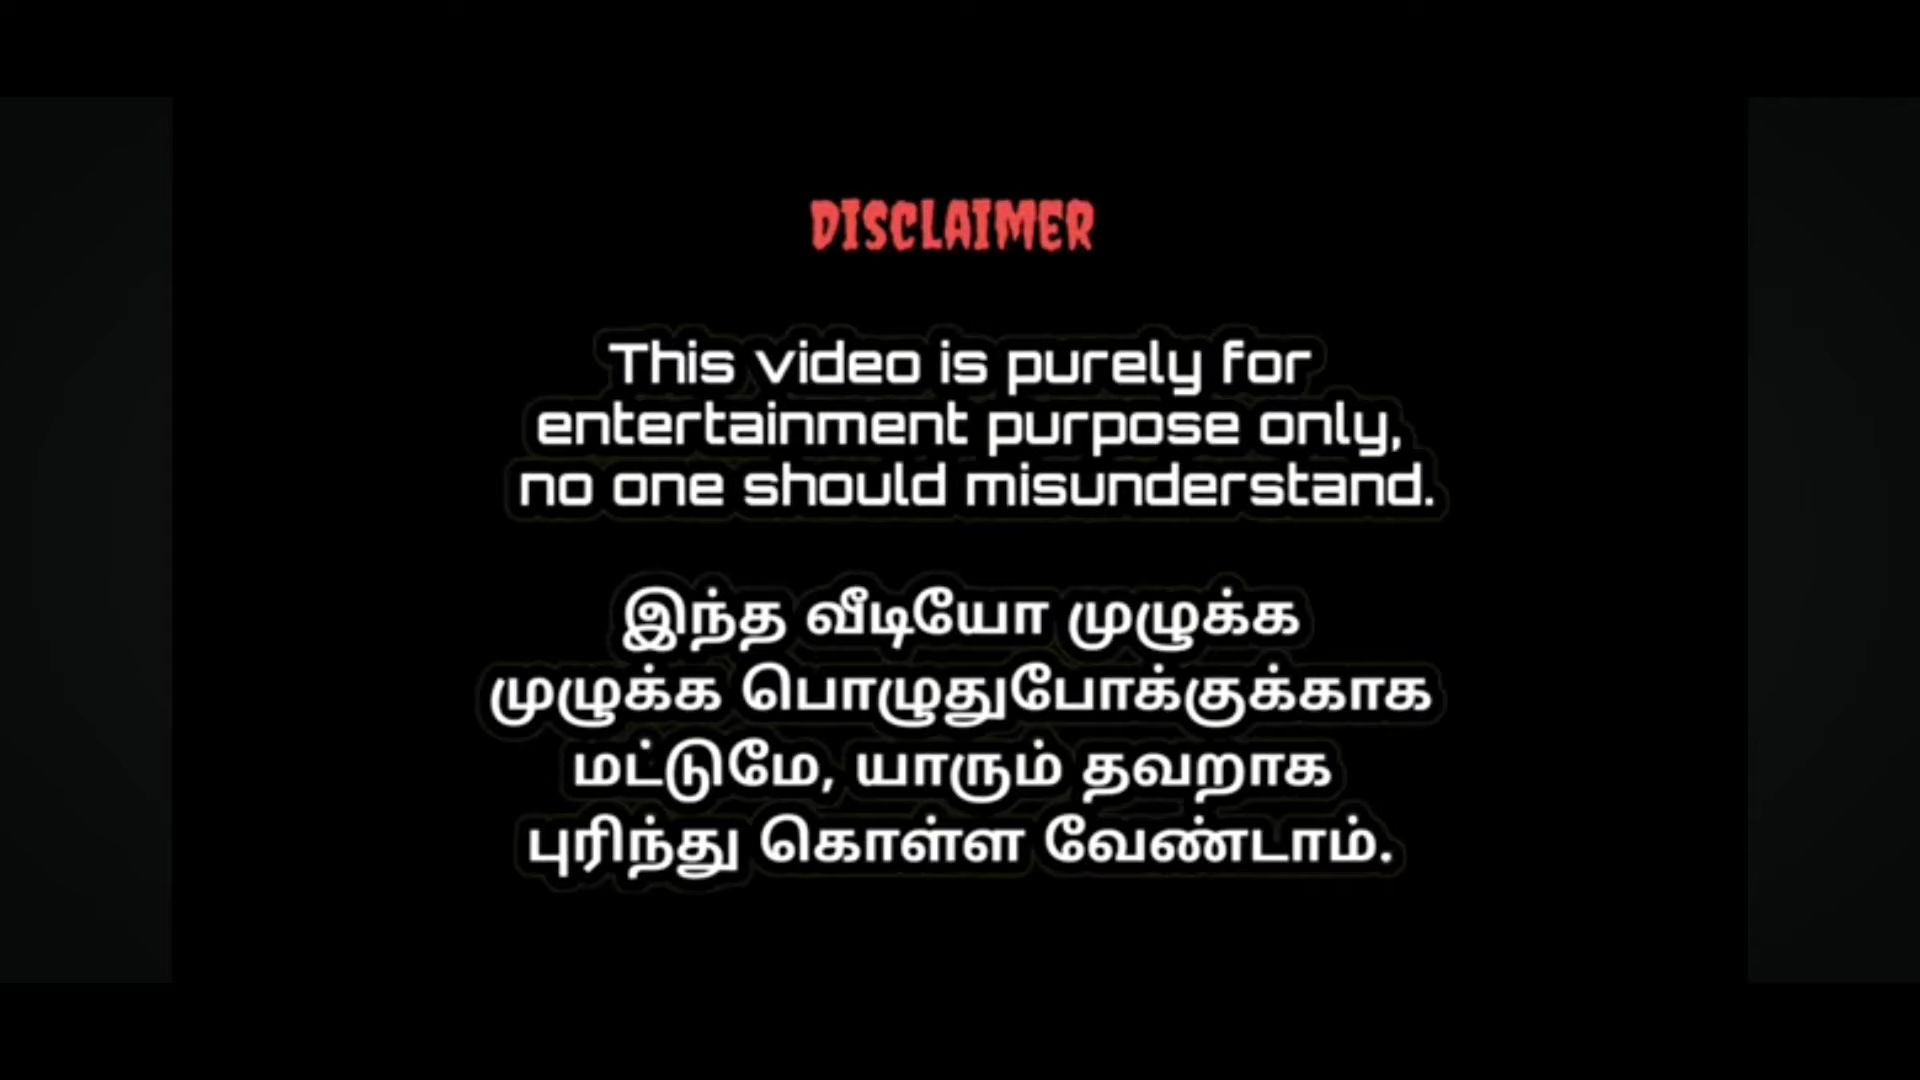 DISCLAIMER
This video is purely for
entertainment purpose only,
no one should misunderstand.
இந்த வீடியோ முழுக்க
முழுக்க பொழுதுபோக்குக்காக
மட்டுமே, யாரும் தவறாக
புரிந்து கொள்ள வேண்டாம்.